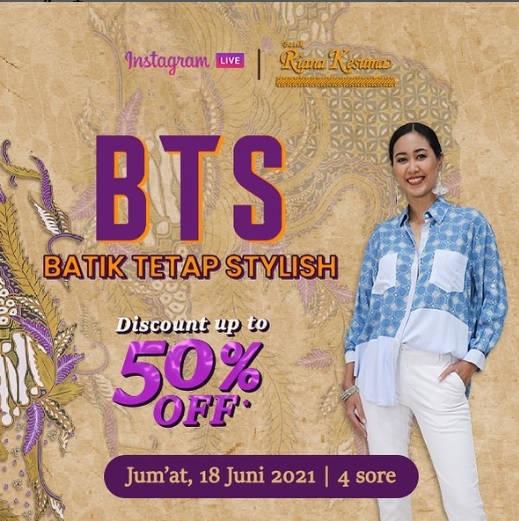 Instagram LIVE | Batik Riana Kesuma
BTS
BATIK TETAP STYLISH
Discount up to
50%
OFF*
Jum'at, 18 Juni 2021 | 4 sore